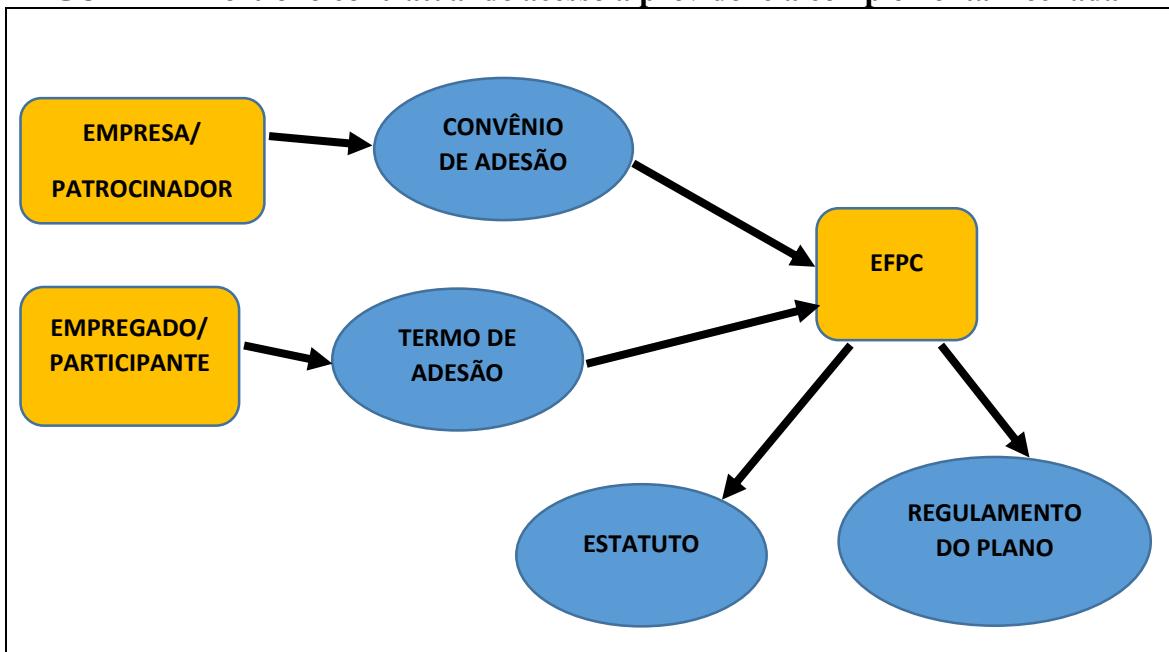 EMPRESA/
PATROCINADOR
CONVÊNIO
DE ADESÃO
EFPC
EMPREGADO/
PARTICIPANTE
TERMO DE
ADESÃO
ESTATUTO
REGULAMENTO
DO PLANO